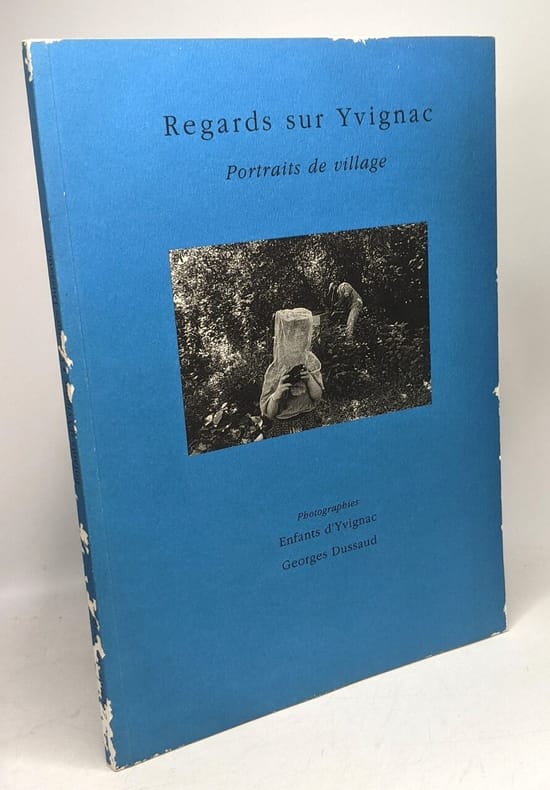 Regards sur Yvignac
Portraits de village
Photographies
Enfants d'Yvignac
Georges Dussaud